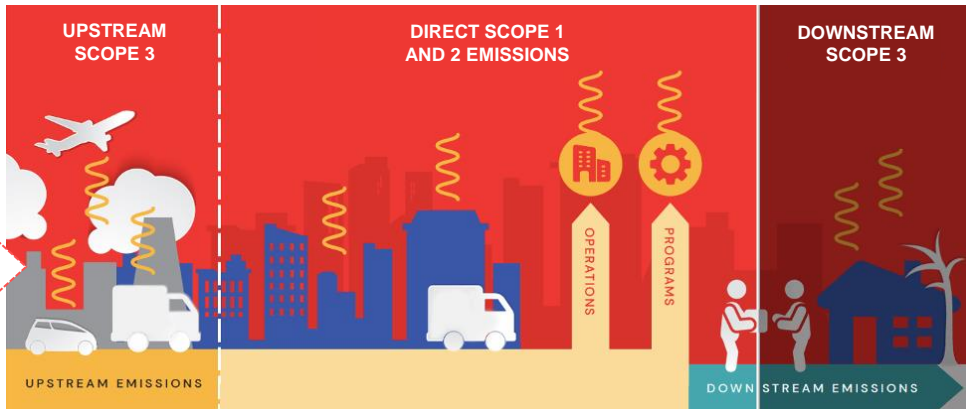 UPSTREAM
SCOPE 3
DIRECT SCOPE 1
AND 2 EMISSIONS
DOWNSTREAM
SCOPE 3
OPERATIONS
PROGRAMS
UPSTREAM EMISSIONS
DOWNSTREAM EMISSIONS